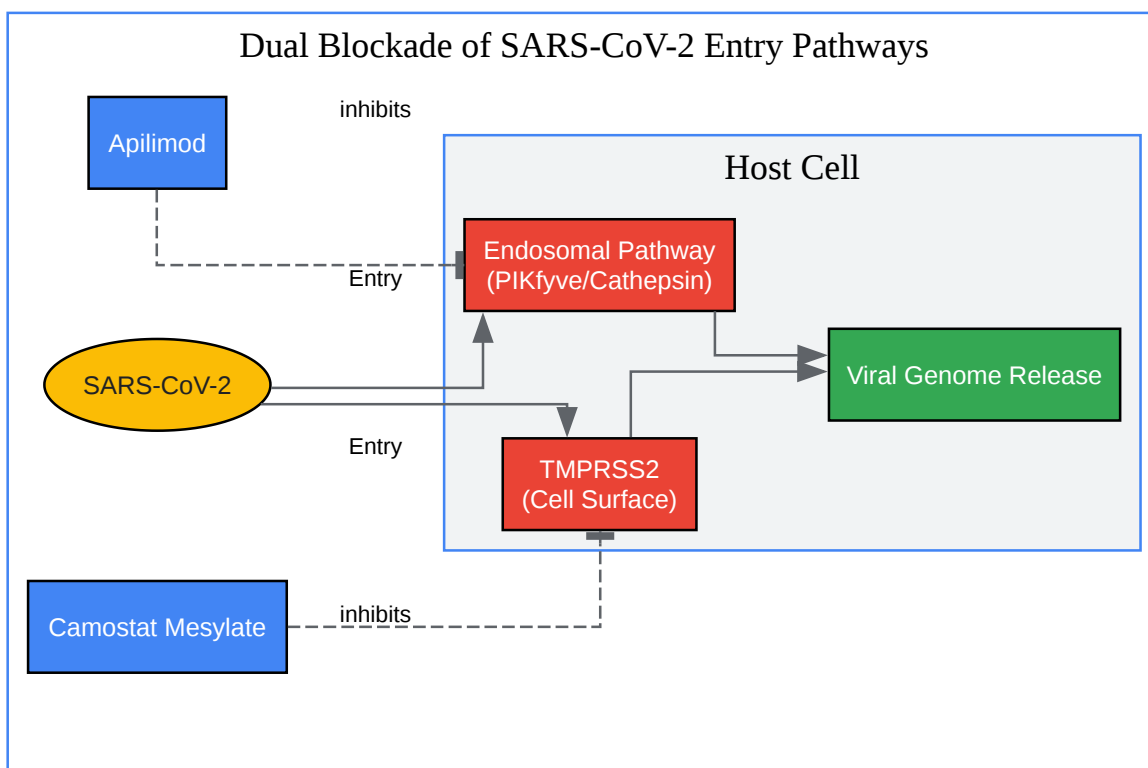 Dual Blockade of SARS-CoV-2 Entry Pathways
inhibits
Apilimod
Host Cell
Endosomal Pathway
(PIKfyve/Cathepsin)
Entry
SARS-CoV-2
Viral Genome Release
Entry
TMPRSS2
(Cell Surface)
Camostat Mesylate
inhibits